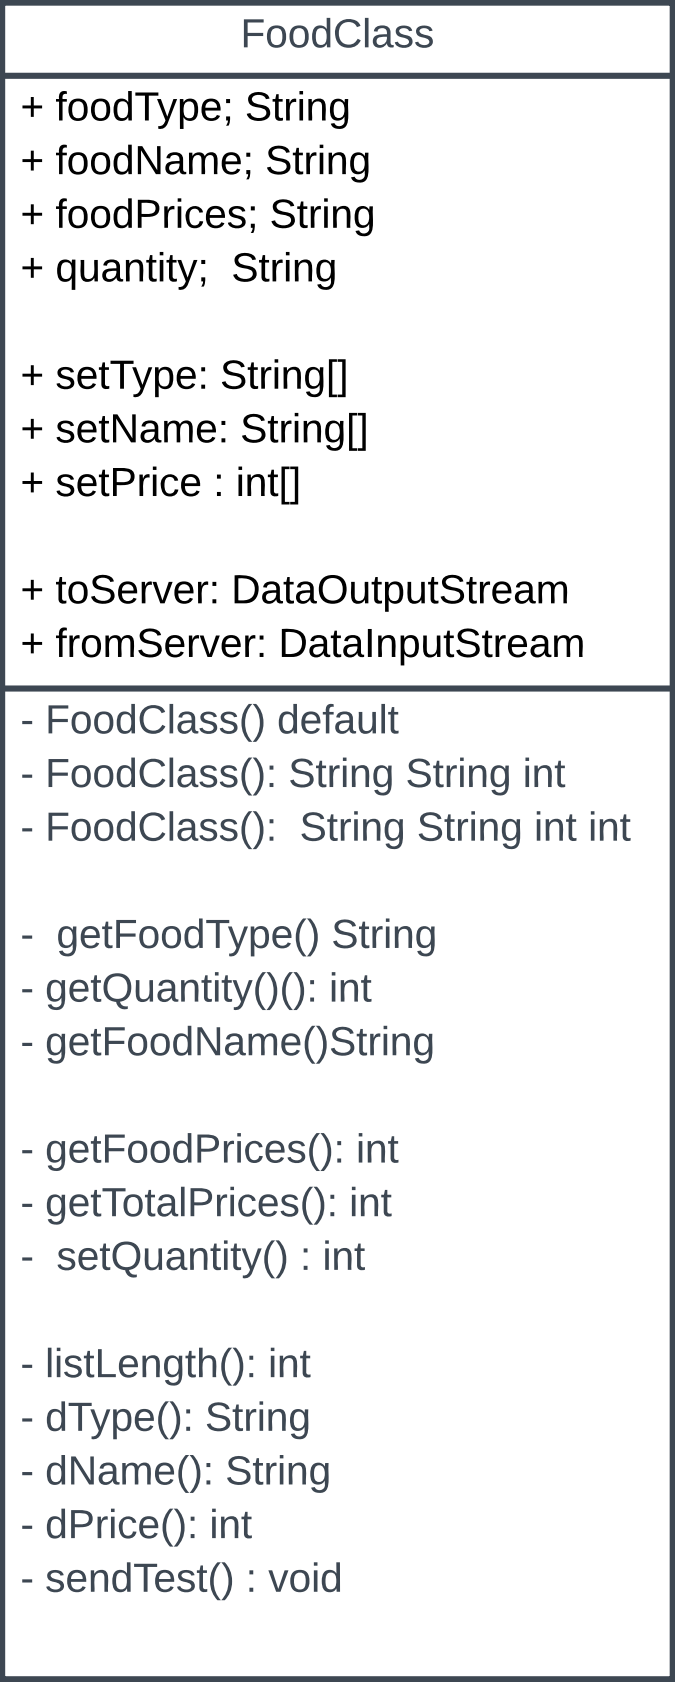 FoodClass
+ foodType; String
+ foodName; String
+ foodPrices; String
+ quantity;  String
+ setType: String[]
+ setName: String[]
+ setPrice : int[]
+ toServer: DataOutputStream
+ fromServer: DataInputStream
- FoodClass() default
- FoodClass(): String String int
- FoodClass():  String String int int
-  getFoodType() String
- getQuantity()(): int
- getFoodName()String
- getFoodPrices(): int
- getTotalPrices(): int
-  setQuantity() : int
- listLength(): int
- dType(): String
- dName(): String
- dPrice(): int
- sendTest() : void